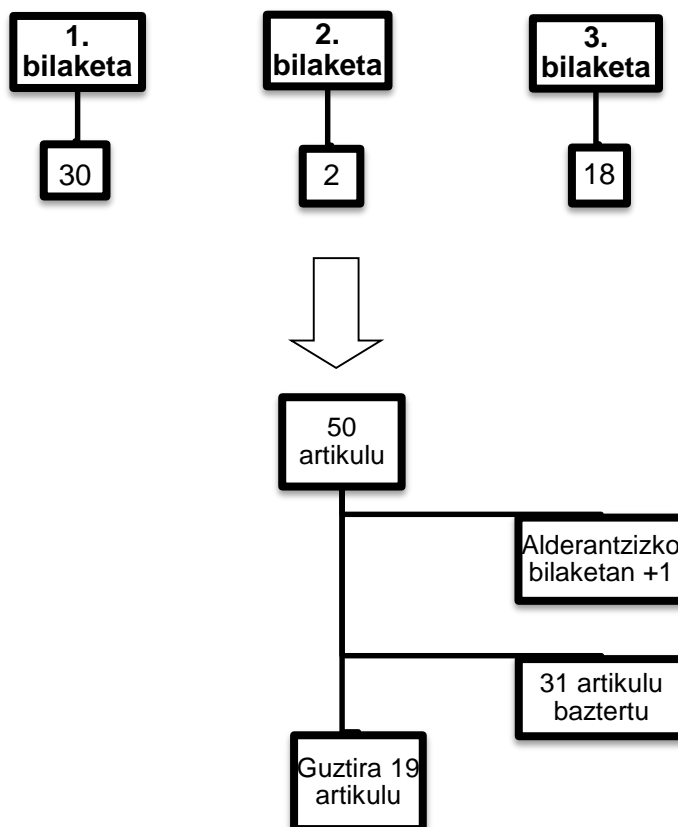 1.
bilaketa
2.
bilaketa
3.
bilaketa
30
2
18
50
artikulu
Alderantzizko
bilaketan +1
31 artikulu
baztertu
Guztira 19
artikulu